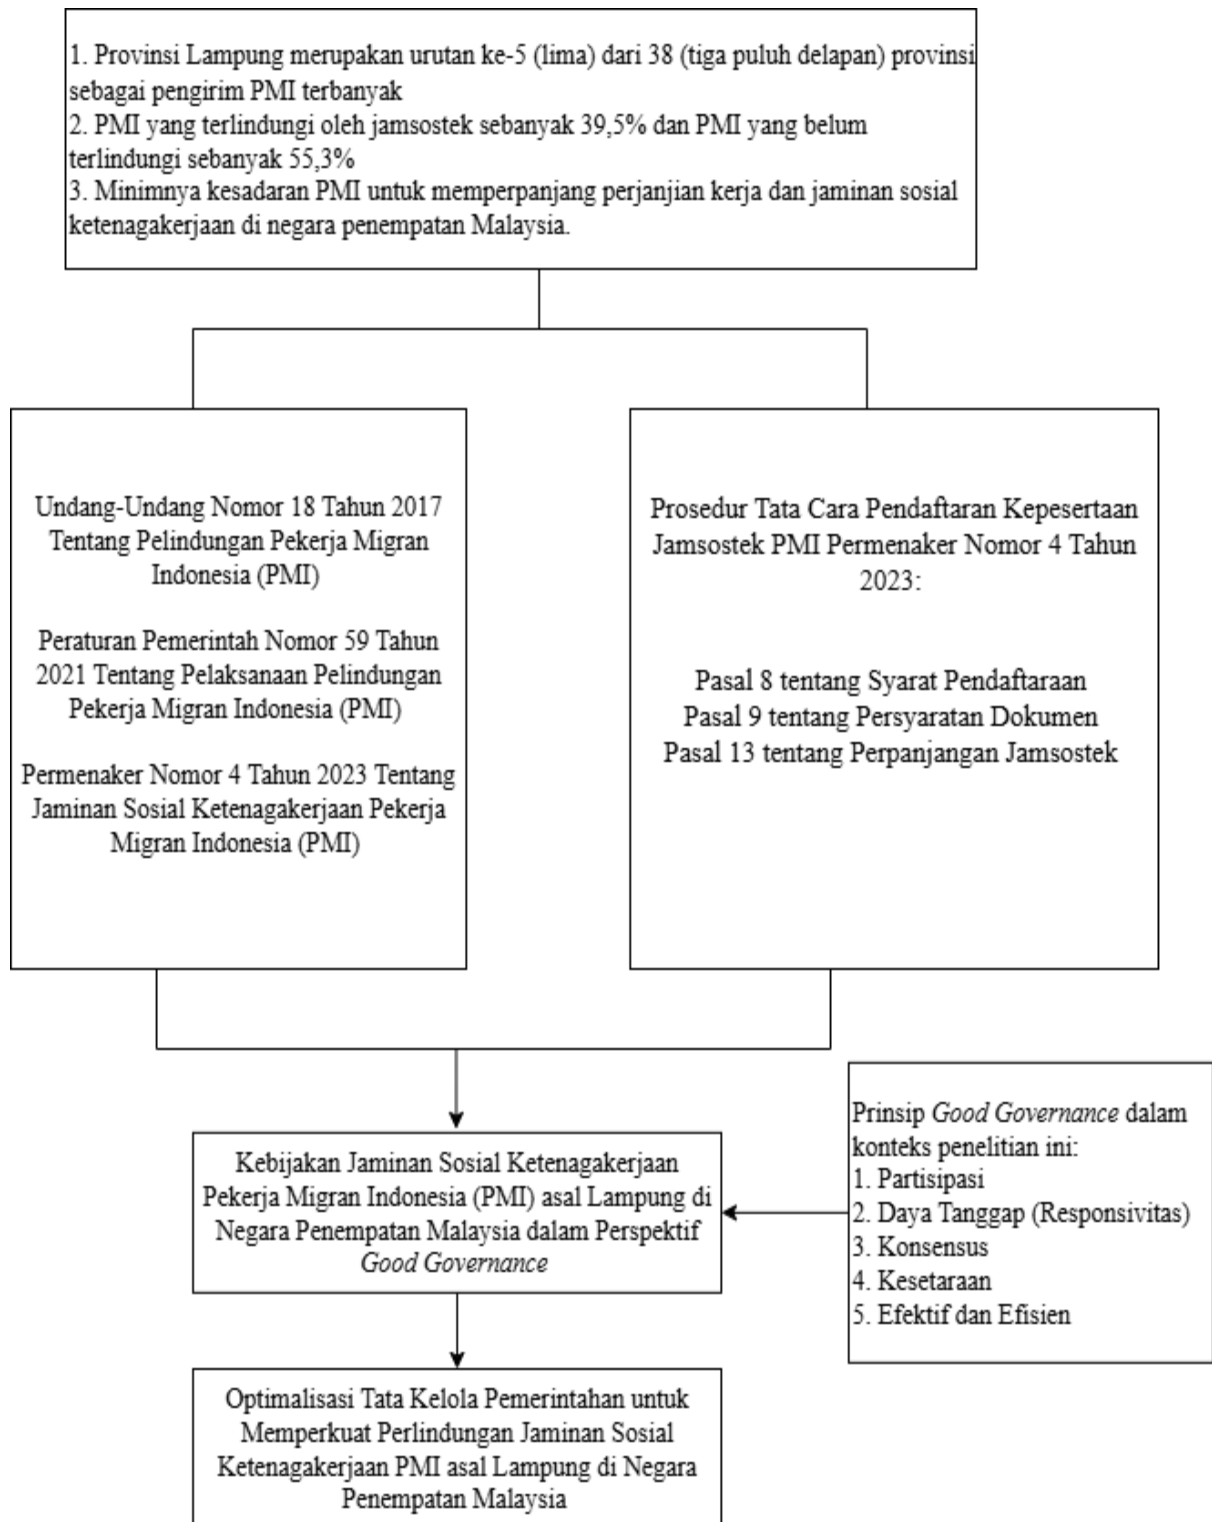 1. Provinsi Lampung merupakan urutan ke-5 (lima) dari 38 (tiga puluh delapan) provinsi
sebagai pengirim PMI terbanyak
2. PMI yang terlindungi oleh jamsostek sebanyak 39,5% dan PMI yang belum
terlindungi sebanyak 55,3%
3. Minimnya kesadaran PMI untuk memperpanjang perjanjian kerja dan jaminan sosial
ketenagakerjaan di negara penempatan Malaysia.
Undang-Undang Nomor 18 Tahun 2017
Tentang Pelindungan Pekerja Migran
Indonesia (PMI)
Peraturan Pemerintah Nomor 59 Tahun
2021 Tentang Pelaksanaan Pelindungan
Pekerja Migran Indonesia (PMI)
Permenaker Nomor 4 Tahun 2023 Tentang
Jaminan Sosial Ketenagakerjaan Pekerja
Migran Indonesia (PMI)
Prosedur Tata Cara Pendaftaran Kepesertaan
Jamsostek PMI Permenaker Nomor 4 Tahun
2023:
Pasal 8 tentang Syarat Pendaftaraan
Pasal 9 tentang Persyaratan Dokumen
Pasal 13 tentang Perpanjangan Jamsostek
Kebijakan Jaminan Sosial Ketenagakerjaan
Pekerja Migran Indonesia (PMI) asal Lampung di
Negara Penempatan Malaysia dalam Perspektif
Good Governance
Prinsip Good Governance dalam
konteks penelitian ini:
1. Partisipasi
2. Daya Tanggap (Responsivitas)
3. Konsensus
4. Kesetaraan
5. Efektif dan Efisien
Optimalisasi Tata Kelola Pemerintahan untuk
Memperkuat Perlindungan Jaminan Sosial
Ketenagakerjaan PMI asal Lampung di Negara
Penempatan Malaysia